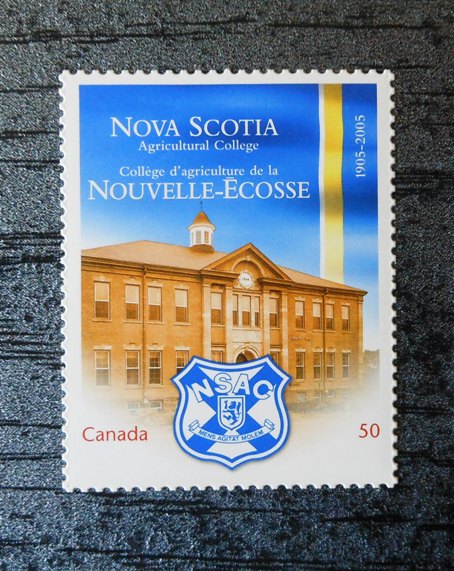 NOVA SCOTIA
Agricultural College
Collège d'agriculture de la
NOUVELLE-ÉCOSSE
1905-2005
NSAC
MENS AGITAT MOLEM
Canada
50